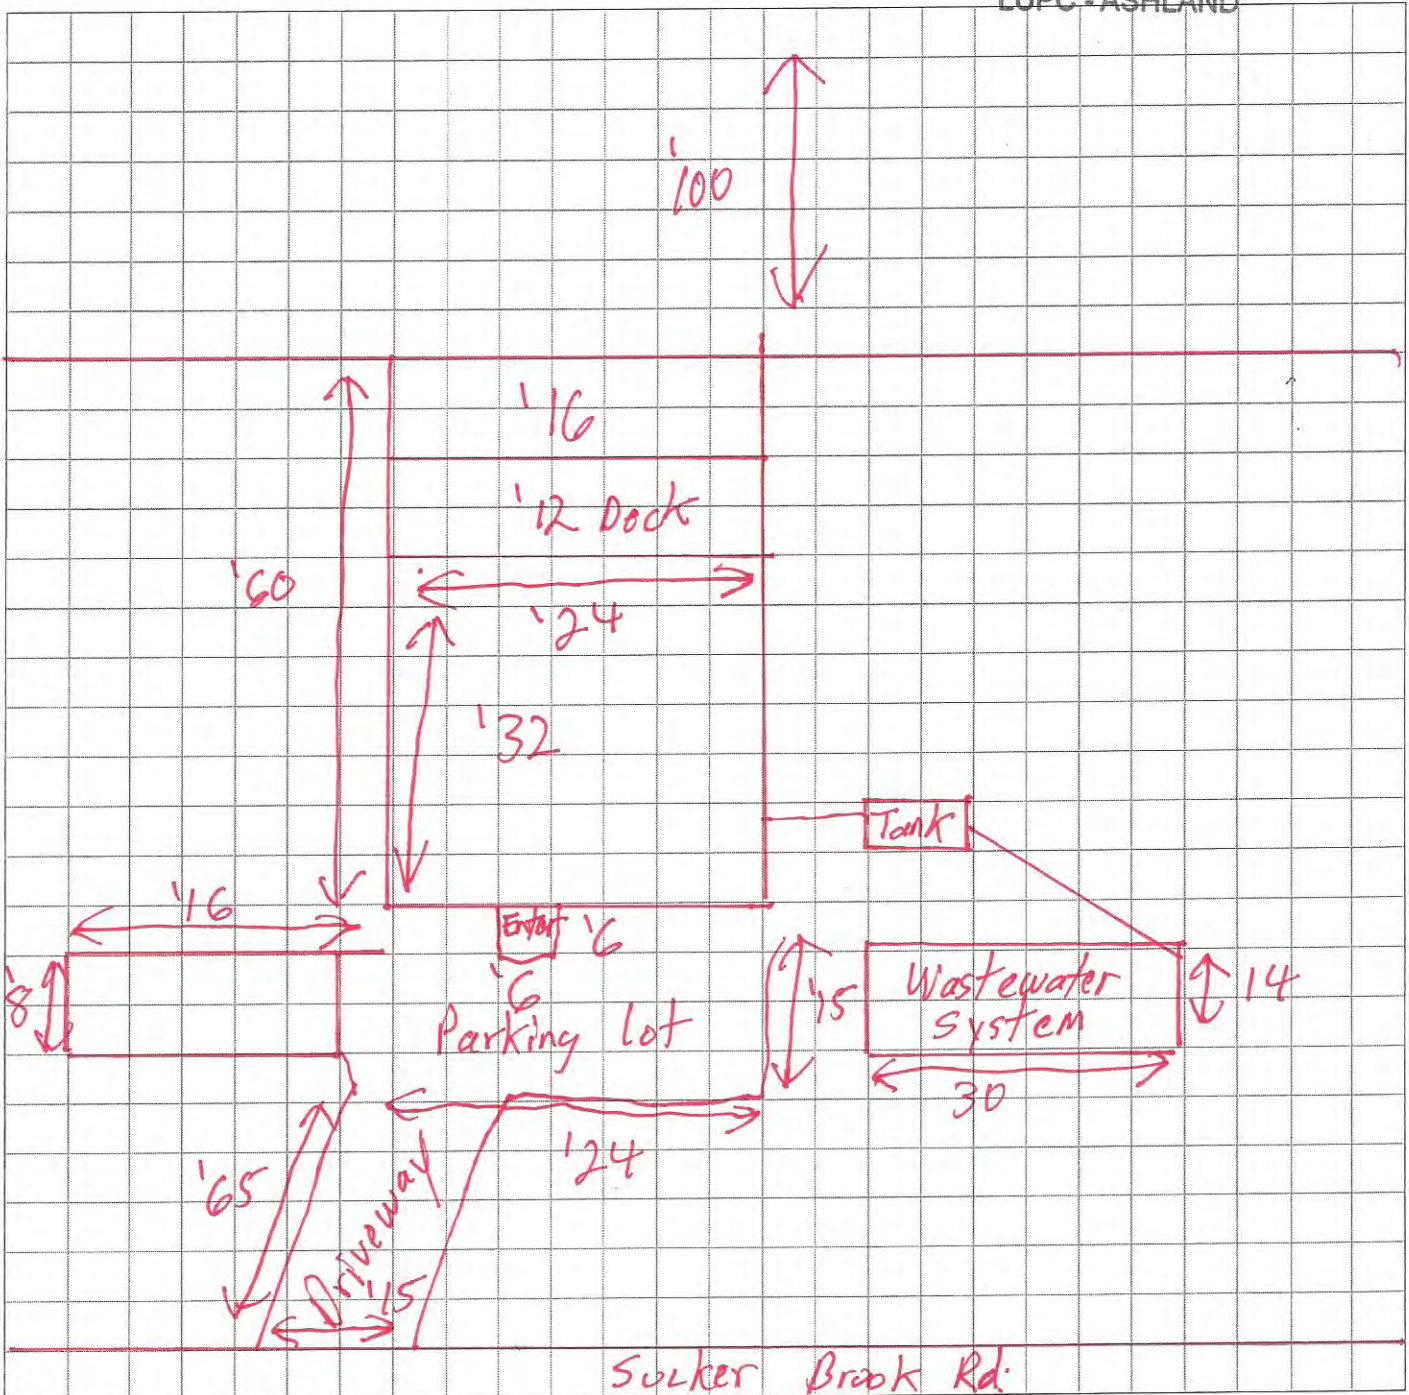 LUPC - ASHLAND
'100
'16
'12 Dock
'60
'24
'32
Tank
'16
Enter '6
'6
'8
Parking lot
'15
Wastewater
System
14
30
'24
'65
Driveway
'15
Sucker Brook Rd.